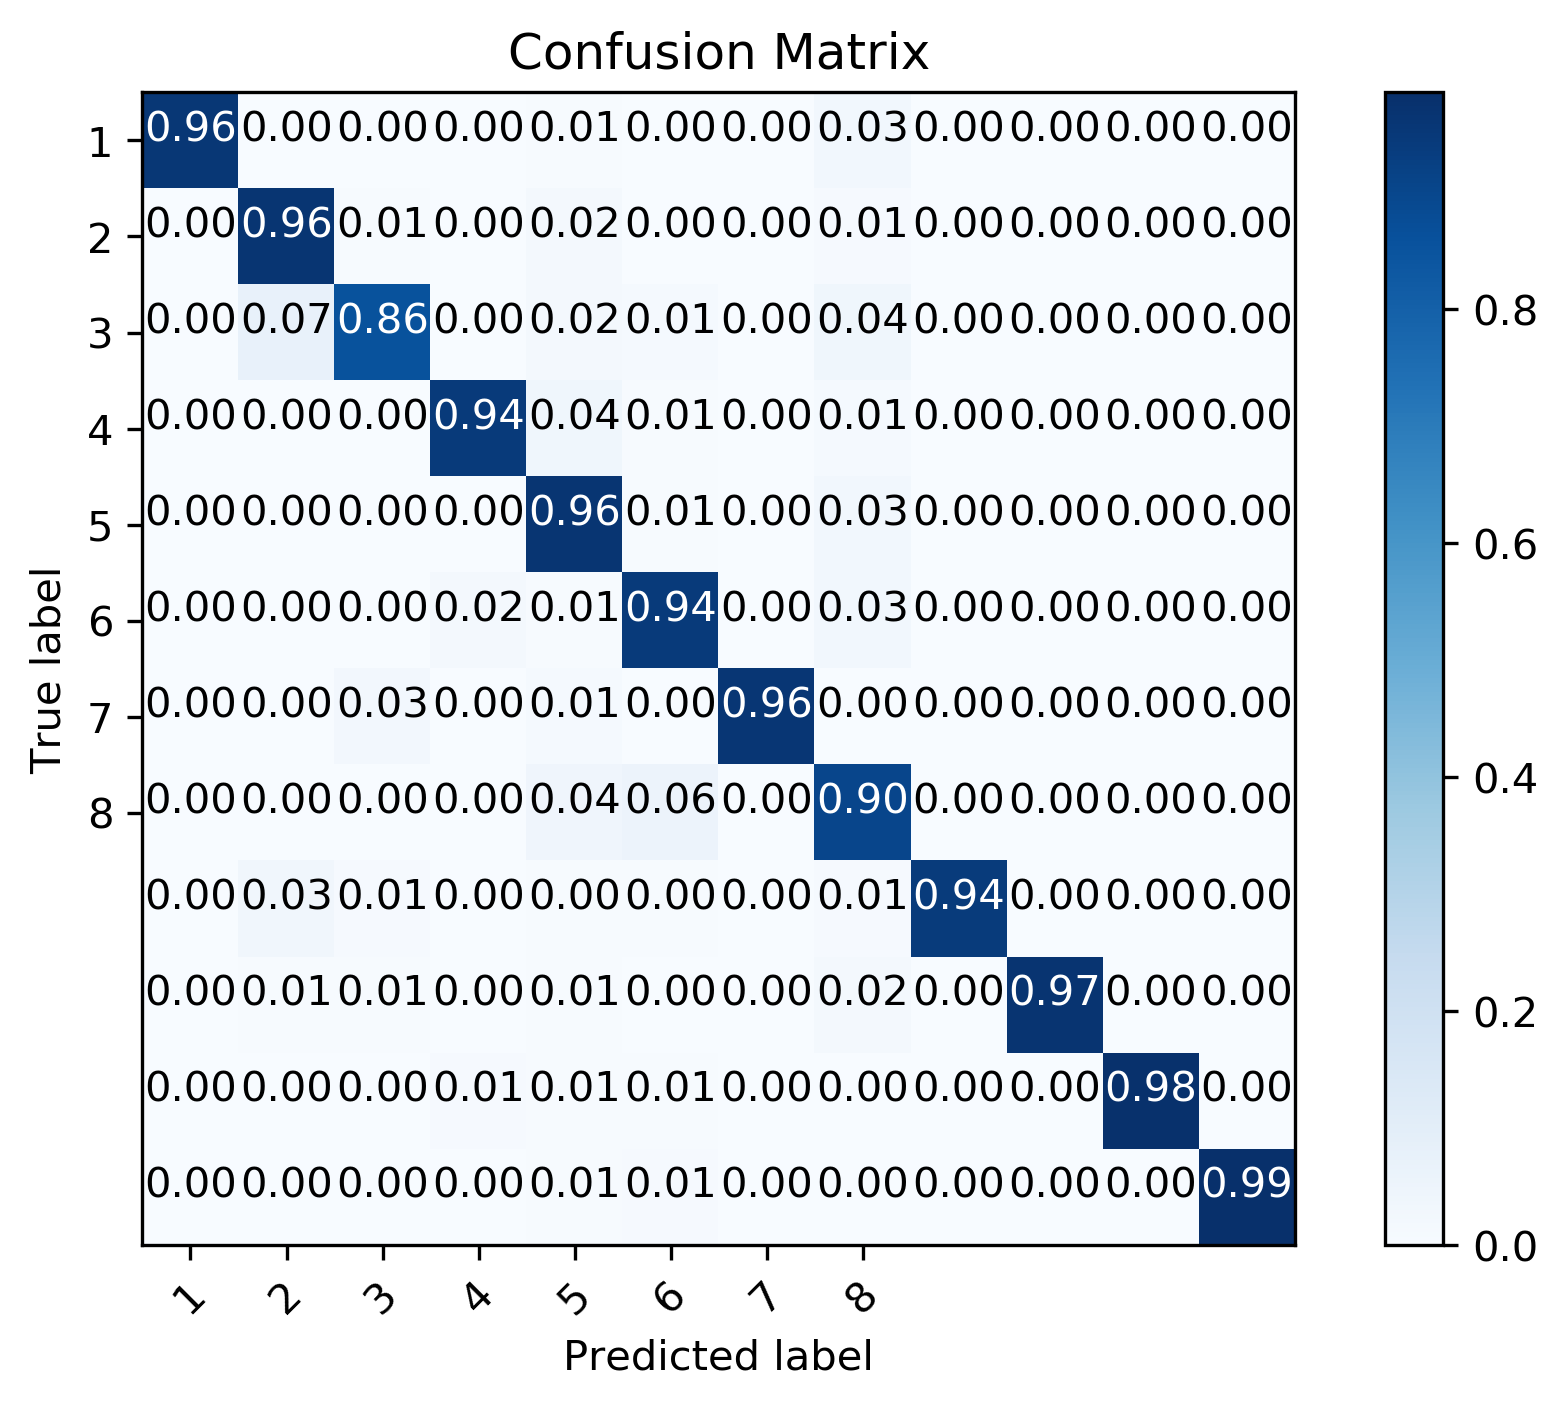 Confusion Matrix
1 0.96 0.00 0.00 0.00 0.01 0.00 0.00 0.03 0.00 0.00 0.00 0.00
2 0.00 0.96 0.01 0.00 0.02 0.00 0.00 0.01 0.00 0.00 0.00 0.00
3 0.00 0.07 0.86 0.00 0.02 0.01 0.00 0.04 0.00 0.00 0.00 0.00
4 0.00 0.00 0.00 0.94 0.04 0.01 0.00 0.01 0.00 0.00 0.00 0.00
5 0.00 0.00 0.00 0.00 0.96 0.01 0.00 0.03 0.00 0.00 0.00 0.00
6 0.00 0.00 0.00 0.02 0.01 0.94 0.00 0.03 0.00 0.00 0.00 0.00
7 0.00 0.00 0.03 0.00 0.01 0.00 0.96 0.00 0.00 0.00 0.00 0.00
8 0.00 0.00 0.00 0.00 0.04 0.06 0.00 0.90 0.00 0.00 0.00 0.00
0.00 0.03 0.01 0.00 0.00 0.00 0.00 0.01 0.94 0.00 0.00 0.00
0.00 0.01 0.01 0.00 0.01 0.00 0.00 0.02 0.00 0.97 0.00 0.00
0.00 0.00 0.00 0.01 0.01 0.01 0.00 0.00 0.00 0.00 0.98 0.00
0.00 0.00 0.00 0.00 0.01 0.01 0.00 0.00 0.00 0.00 0.00 0.99
True label
1 2 3 4 5 6 7 8
Predicted label
0.8
0.6
0.4
0.2
0.0